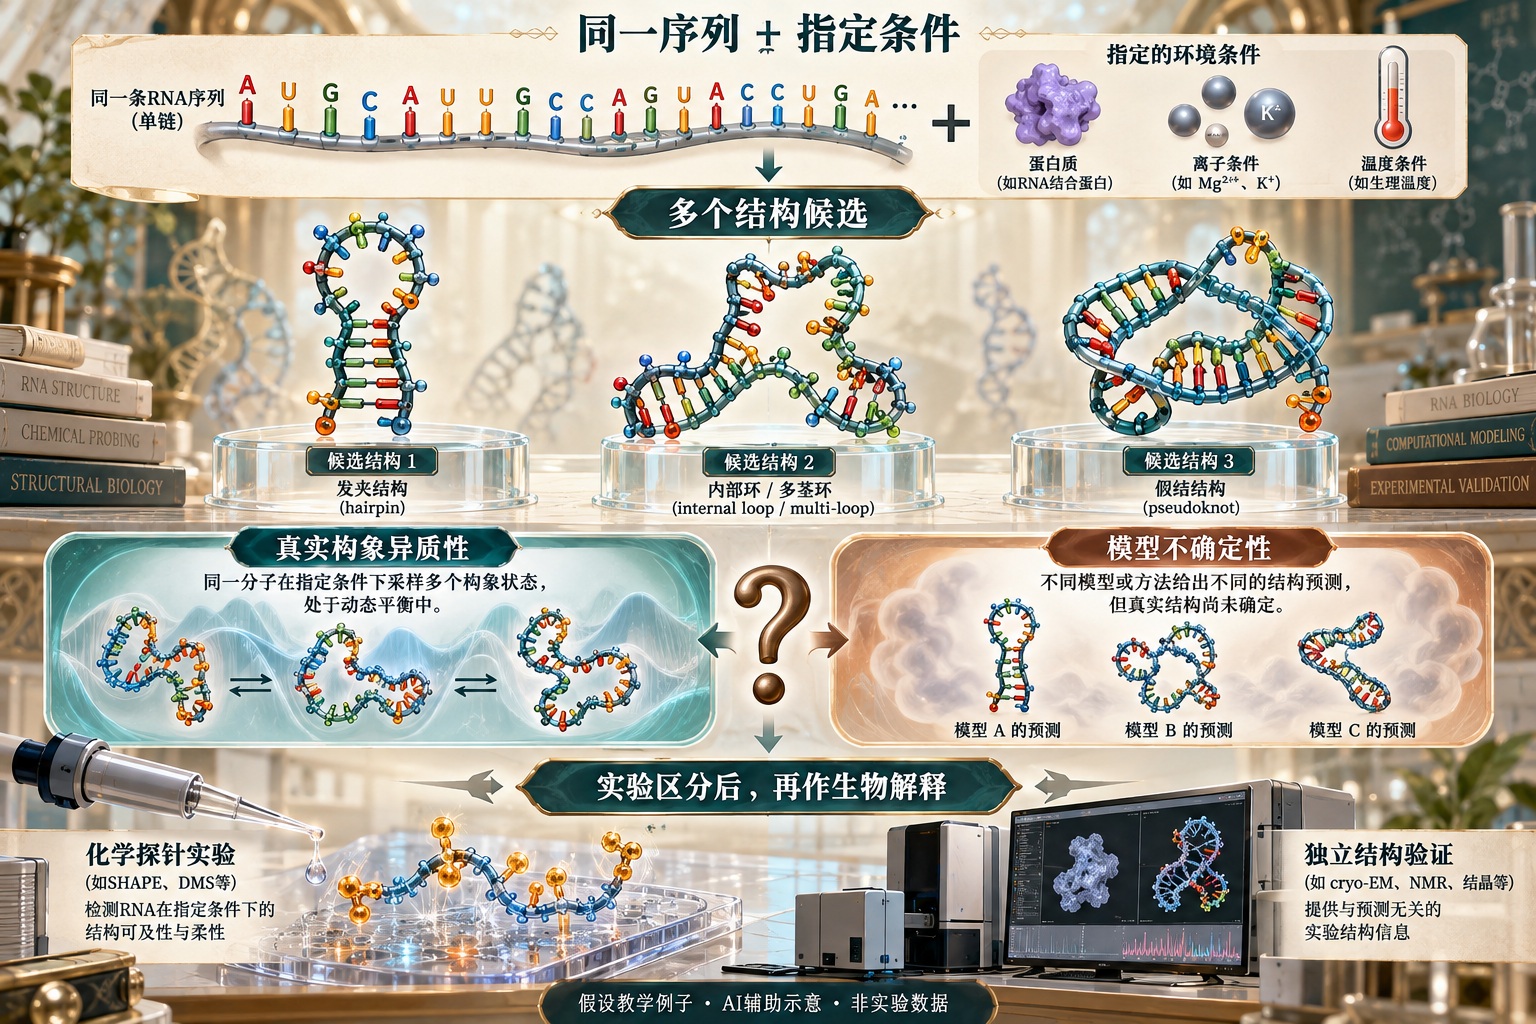 同一序列 + 指定条件
同一条RNA序列
(单链)
A U G C A U U G C C A G U A C C U G A ...
+
指定的环境条件
K⁺
蛋白质
(如RNA结合蛋白)
离子条件
(如 Mg²⁺、K⁺)
温度条件
(如生理温度)
多个结构候选
RNA STRUCTURE
CHEMICAL PROBING
STRUCTURAL BIOLOGY
RNA BIOLOGY
COMPUTATIONAL MODELING
EXPERIMENTAL VALIDATION
候选结构 1
发夹结构
(hairpin)
候选结构 2
内部环 / 多茎环
(internal loop / multi-loop)
候选结构 3
假结结构
(pseudoknot)
真实构象异质性
同一分子在指定条件下采样多个构象状态，
处于动态平衡中。
?
模型不确定性
不同模型或方法给出不同的结构预测，
但真实结构尚未确定。
模型 A 的预测
模型 B 的预测
模型 C 的预测
实验区分后，再作生物解释
化学探针实验
(如SHAPE、DMS等)
检测RNA在指定条件下的
结构可及性与柔性
独立结构验证
(如 cryo-EM、NMR、结晶等)
提供与预测无关的
实验结构信息
假设教学例子 · AI辅助示意 · 非实验数据